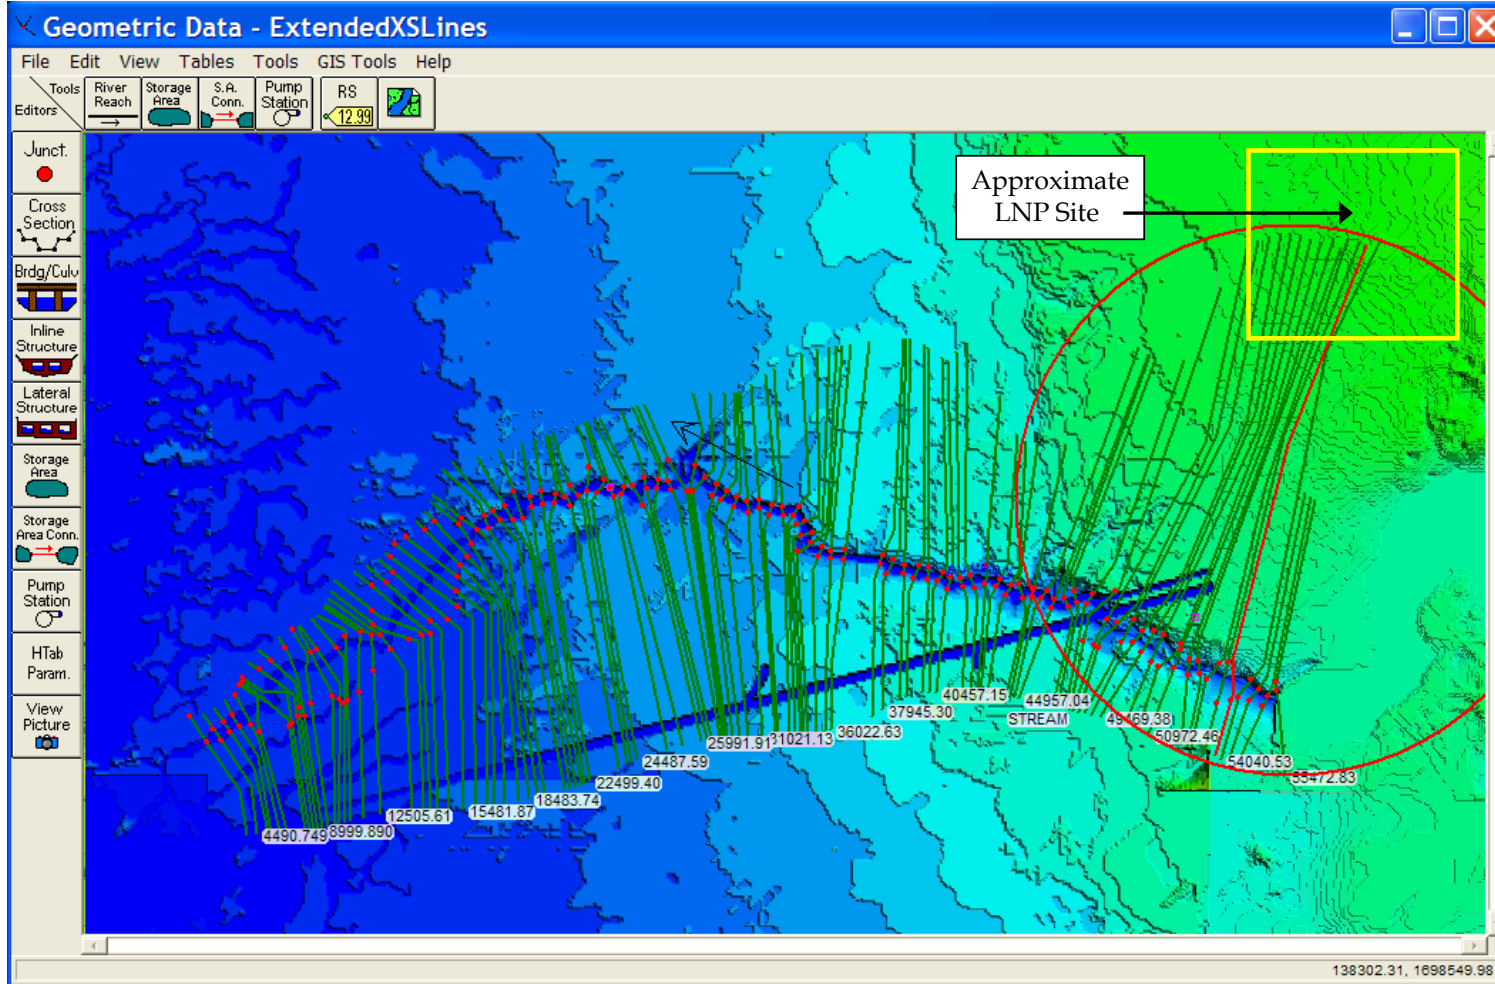 Geometric Data - ExtendedXSLines
File Edit View Tables Tools GIS Tools Help
Tools
Editors
River
Reach
Storage
Area
S.A.
Conn.
Pump
Station
RS
12.99
Junct.
Cross
Section
Brdg/Culv
Inline
Structure
Lateral
Structure
Storage
Area
Storage
Area Conn.
Pump
Station
HTab
Param.
View
Picture
Approximate
LNP Site
4490.749
8999.890
12505.61
15481.87
18483.74
22499.40
24487.59
25991.91
31021.13
36022.63
37945.30
40457.15
44957.04
STREAM
49469.38
50972.46
54040.53
55472.83
138302.31, 1698549.98